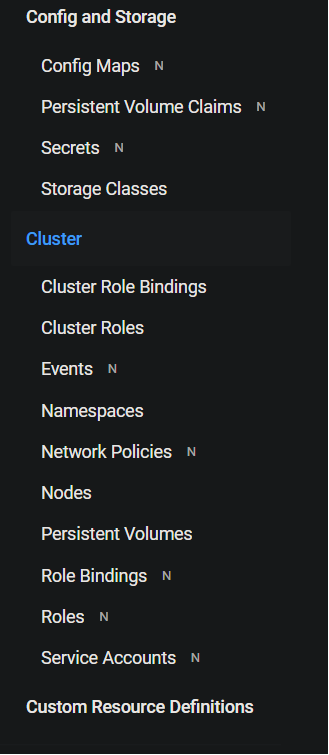 Config and Storage
Config Maps N
Persistent Volume Claims N
Secrets N
Storage Classes
Cluster
Cluster Role Bindings
Cluster Roles
Events N
Namespaces
Network Policies N
Nodes
Persistent Volumes
Role Bindings N
Roles N
Service Accounts N
Custom Resource Definitions